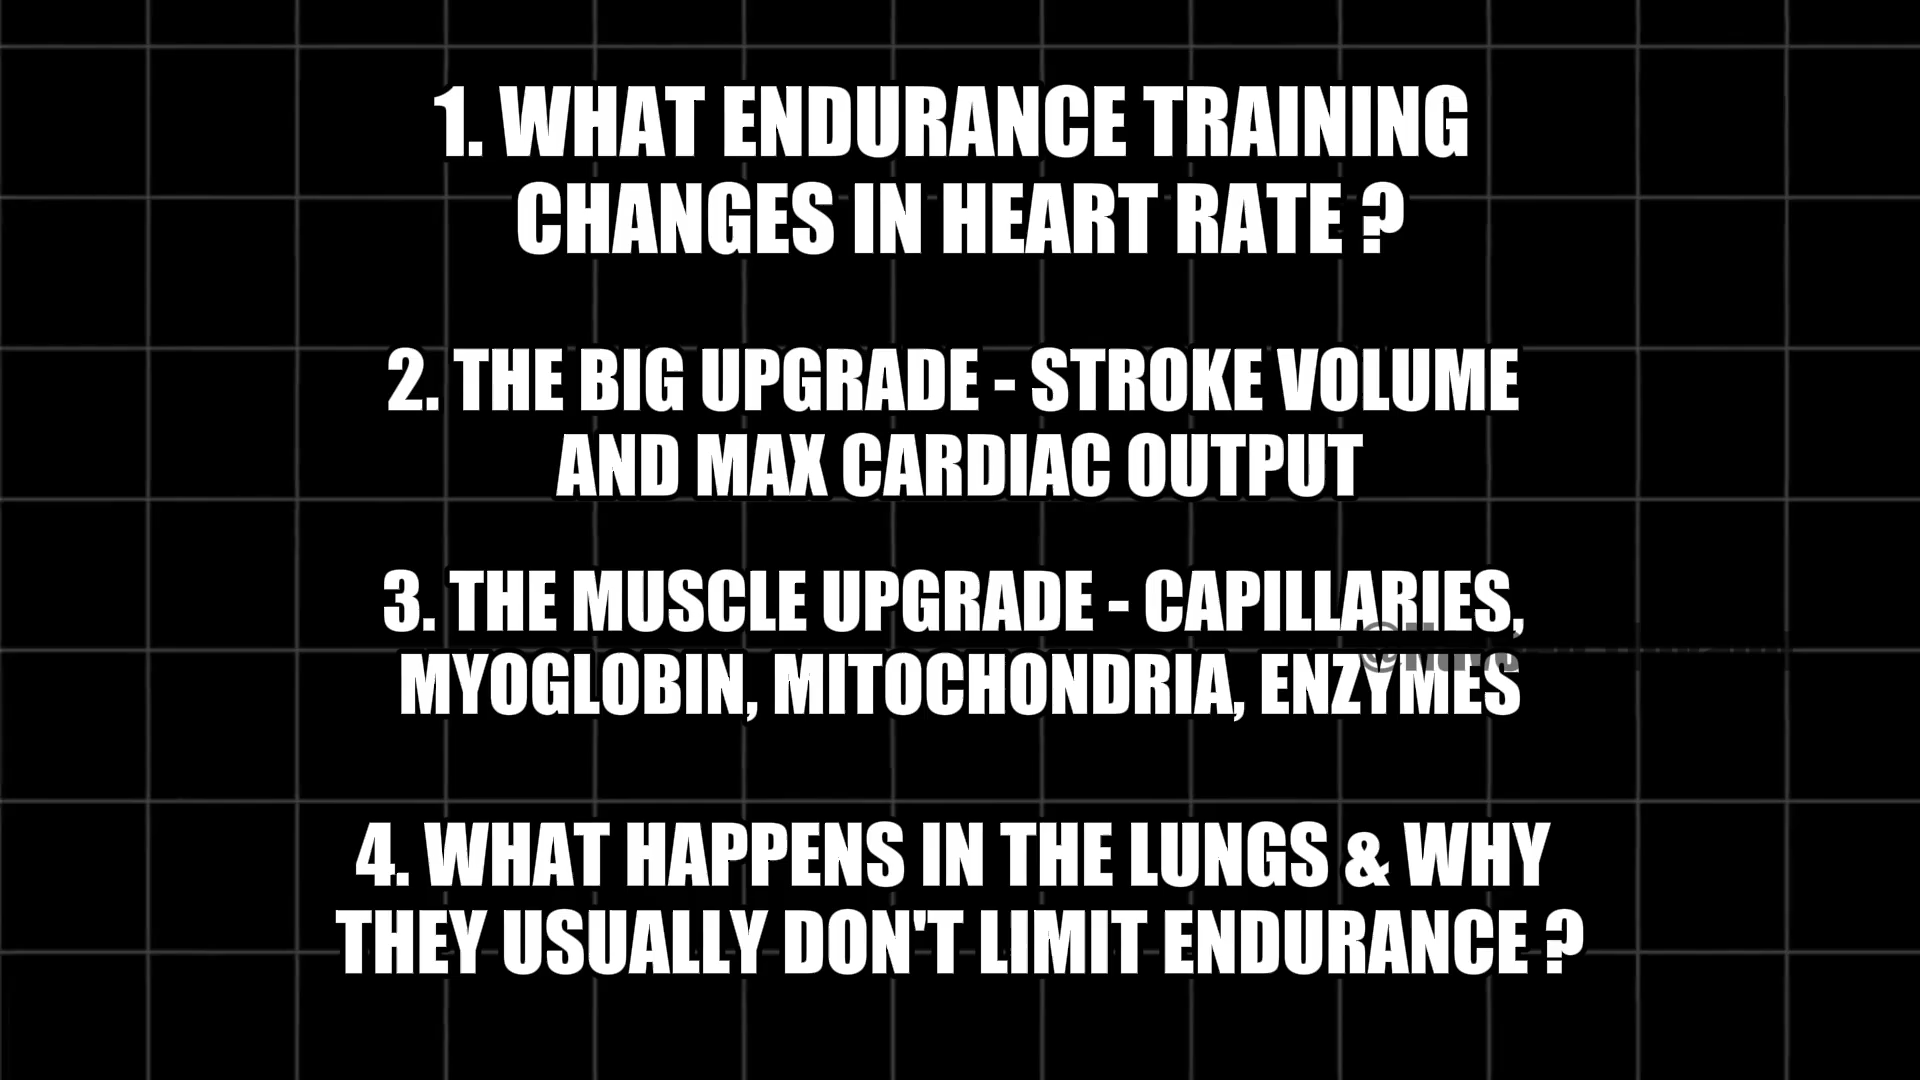 1. WHAT ENDURANCE TRAINING
CHANGES IN HEART RATE ?
2. THE BIG UPGRADE - STROKE VOLUME
AND MAX CARDIAC OUTPUT
3. THE MUSCLE UPGRADE - CAPILLARIES,
MYOGLOBIN, MITOCHONDRIA, ENZYMES
4. WHAT HAPPENS IN THE LUNGS & WHY
THEY USUALLY DON'T LIMIT ENDURANCE ?